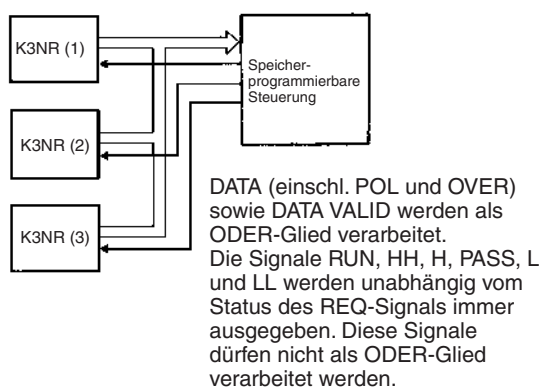 K3NR (1)
Speicher-
programmierbare
Steuerung
K3NR (2)
K3NR (3)
DATA (einschl. POL und OVER)
sowie DATA VALID werden als
ODER-Glied verarbeitet.
Die Signale RUN, HH, H, PASS, L
und LL werden unabhängig vom
Status des REQ-Signals immer
ausgegeben. Diese Signale
dürfen nicht als ODER-Glied
verarbeitet werden.